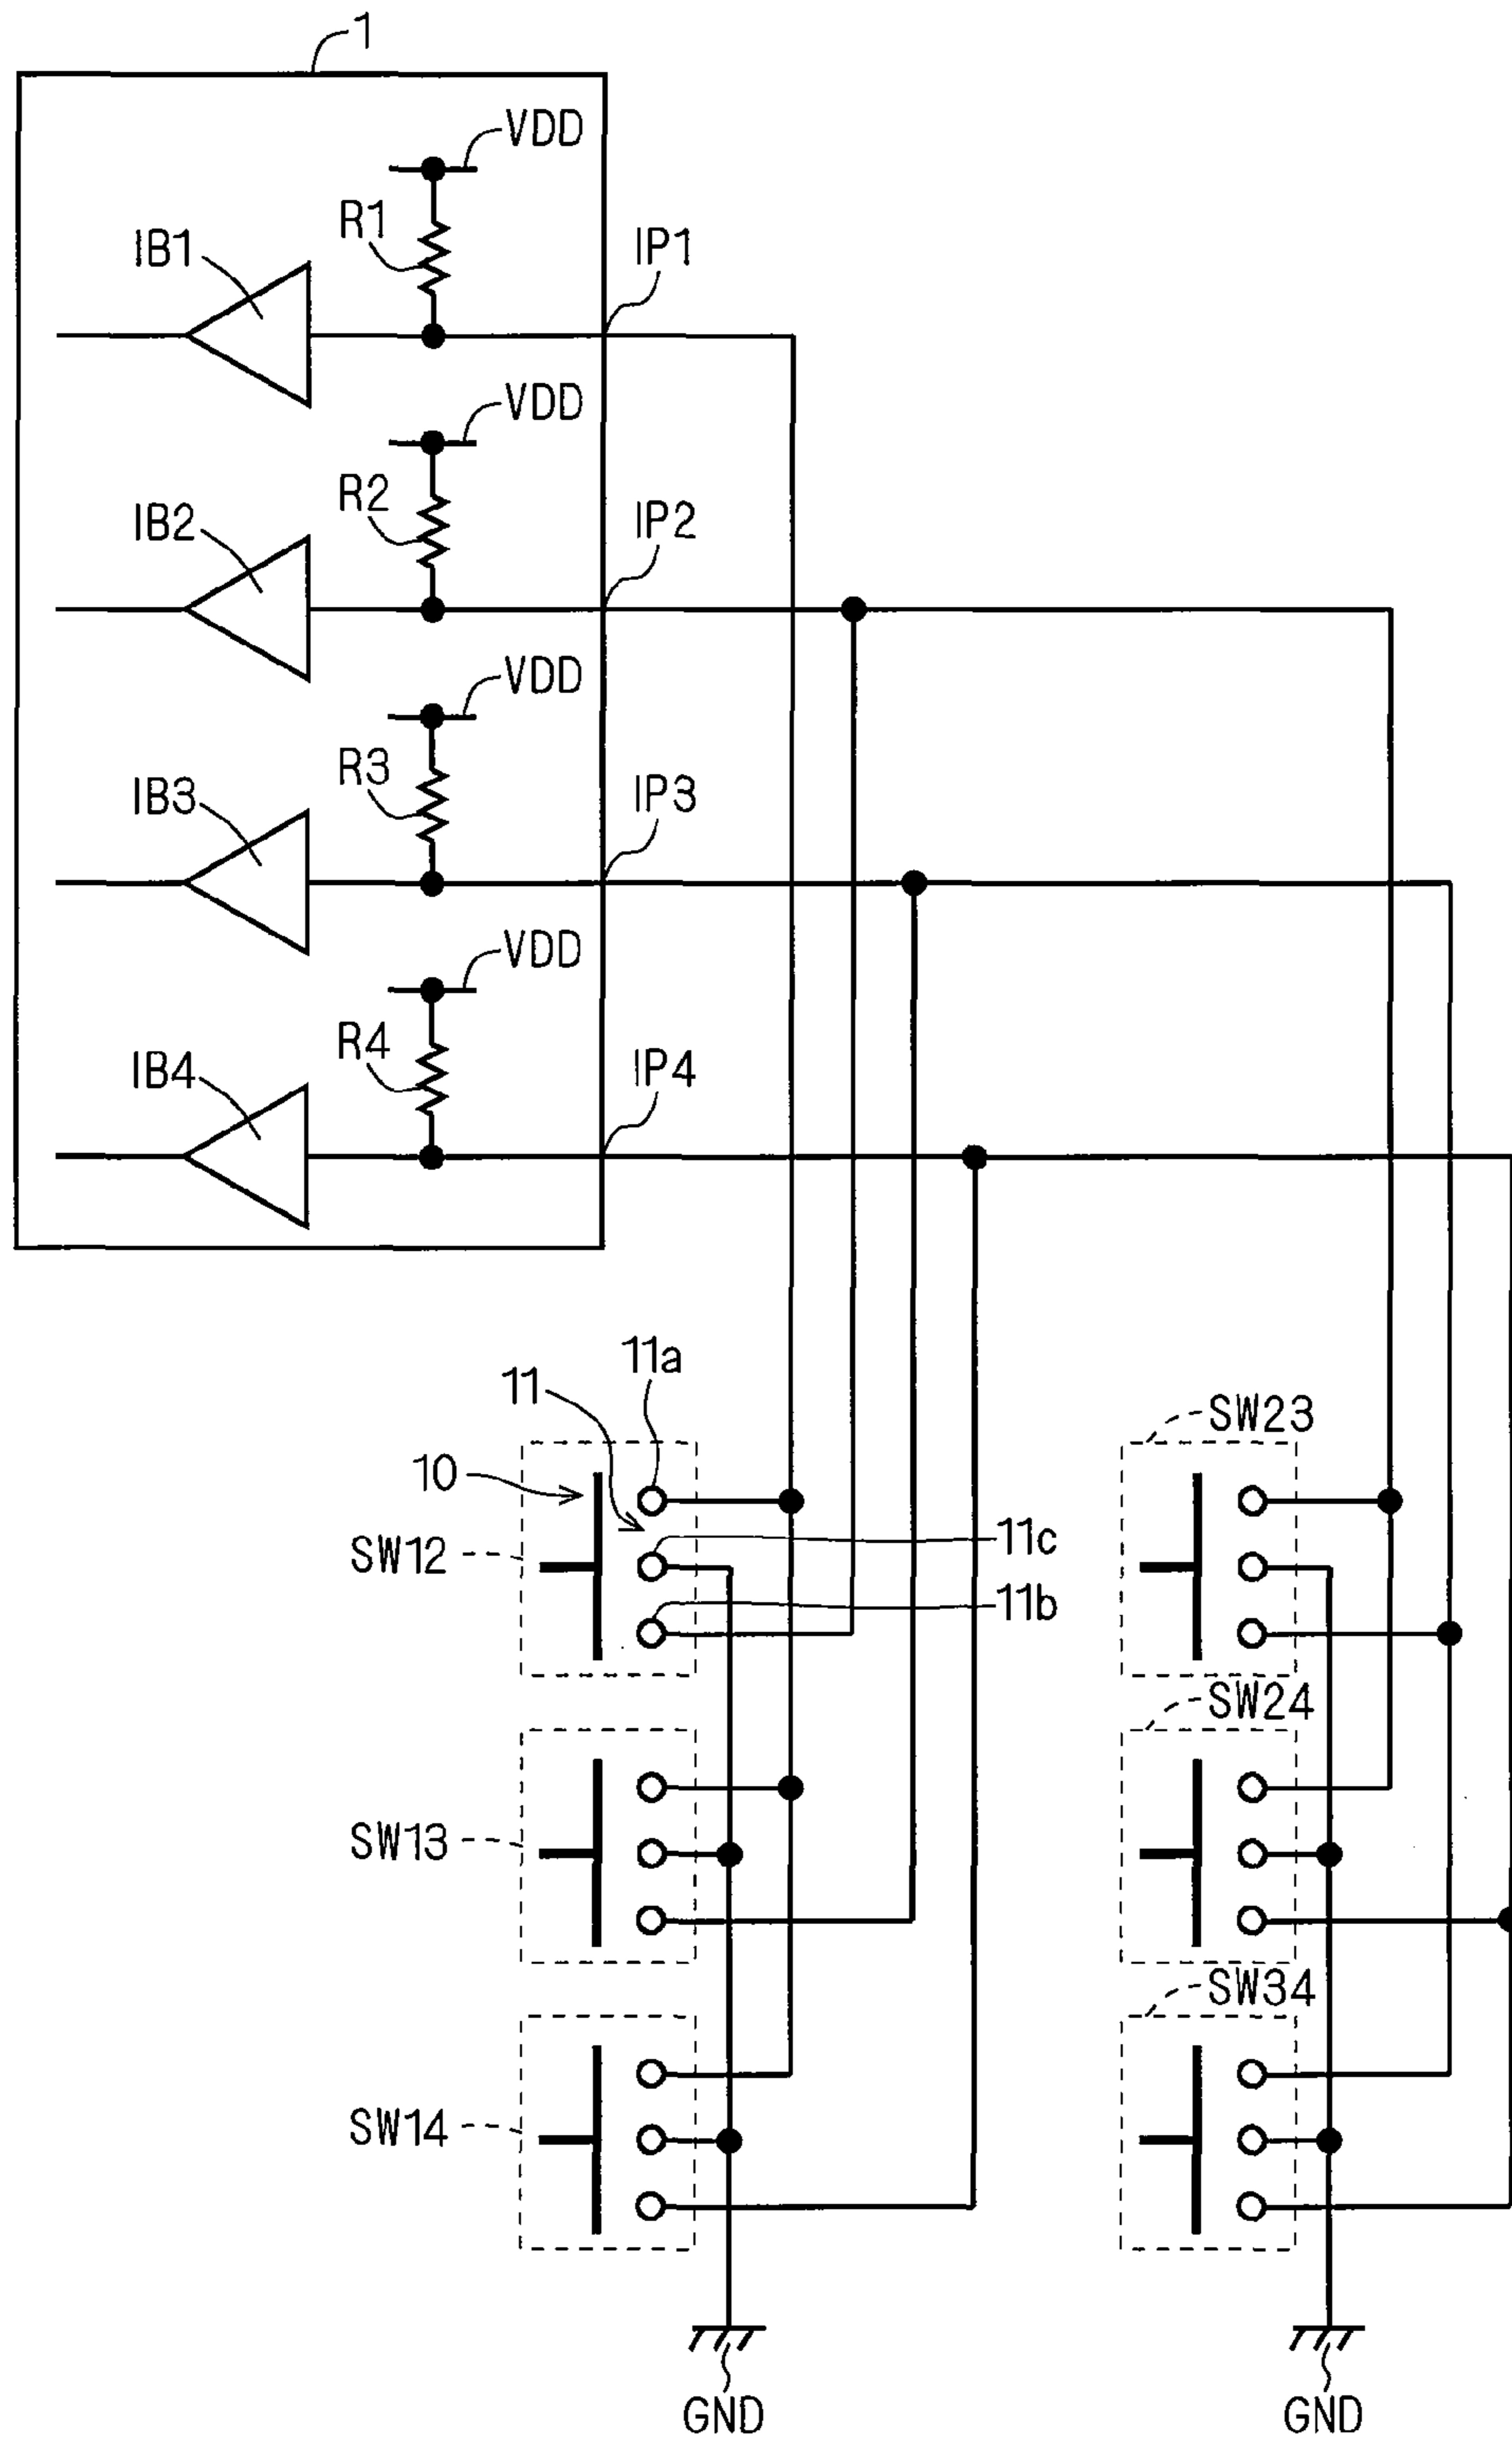 1
VDD
R1
IB1
IP1
VDD
R2
IB2
IP2
VDD
R3
IB3
IP3
VDD
R4
IB4
IP4
11a
11
10
SW12
11c
11b
SW23
SW24
SW13
SW34
SW14
GND
GND